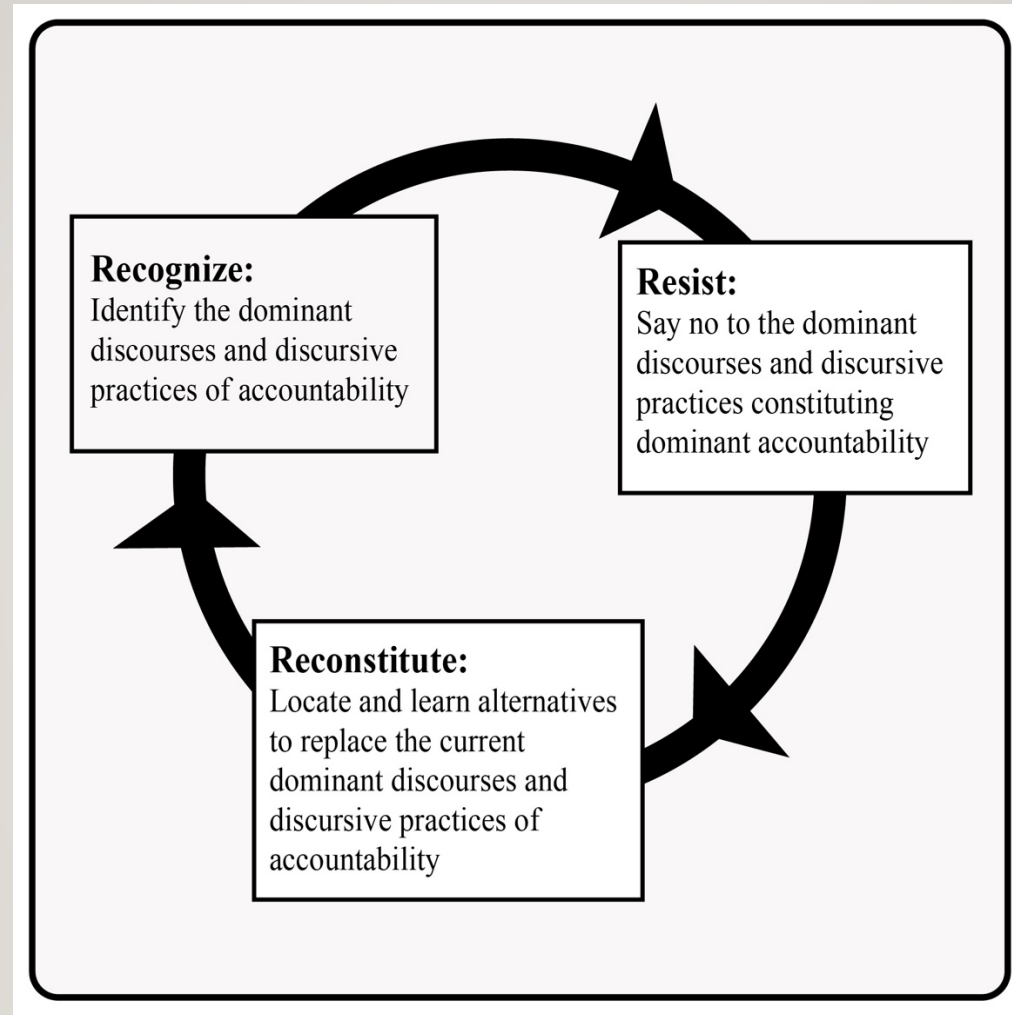 Recognize:
Identify the dominant
discourses and discursive
practices of accountability
Resist:
Say no to the dominant
discourses and discursive
practices constituting
dominant accountability
Reconstitute:
Locate and learn alternatives
to replace the current
dominant discourses and
discursive practices of
accountability